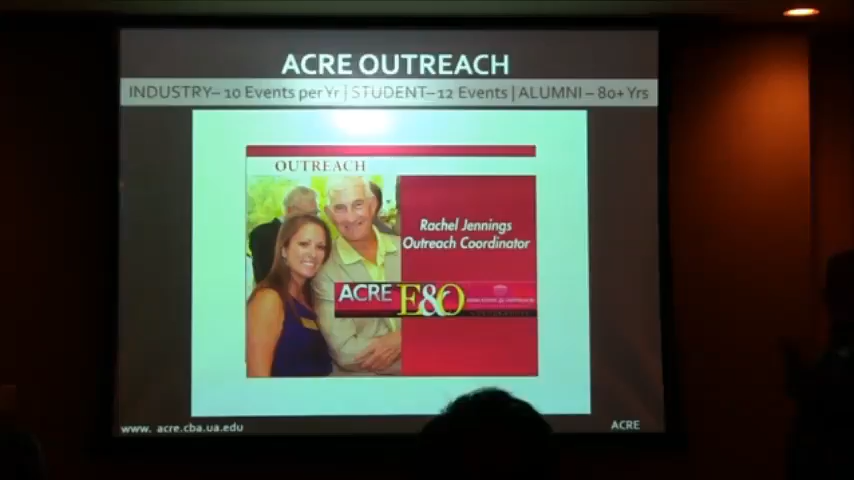 ACRE OUTREACH
INDUSTRY– 10 Events per Yr | STUDENT–12 Events | ALUMNI – 80+ Yrs
OUTREACH
Rachel Jennings
Outreach Coordinator
ACRE E&O
www. acre.cba.ua.edu
ACRE